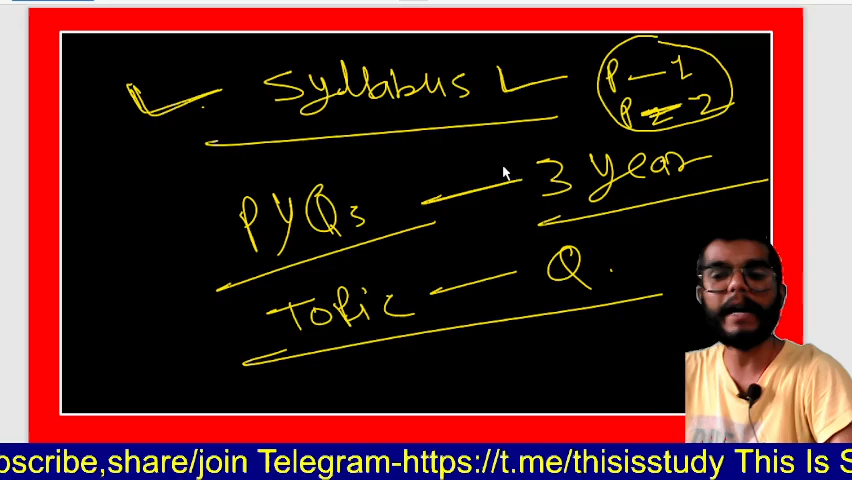 Syllabus P-1
P-2
PYQs - 3 year
Topic - Q.
bscribe,share/join Telegram-https://t.me/thisisstudy This Is S